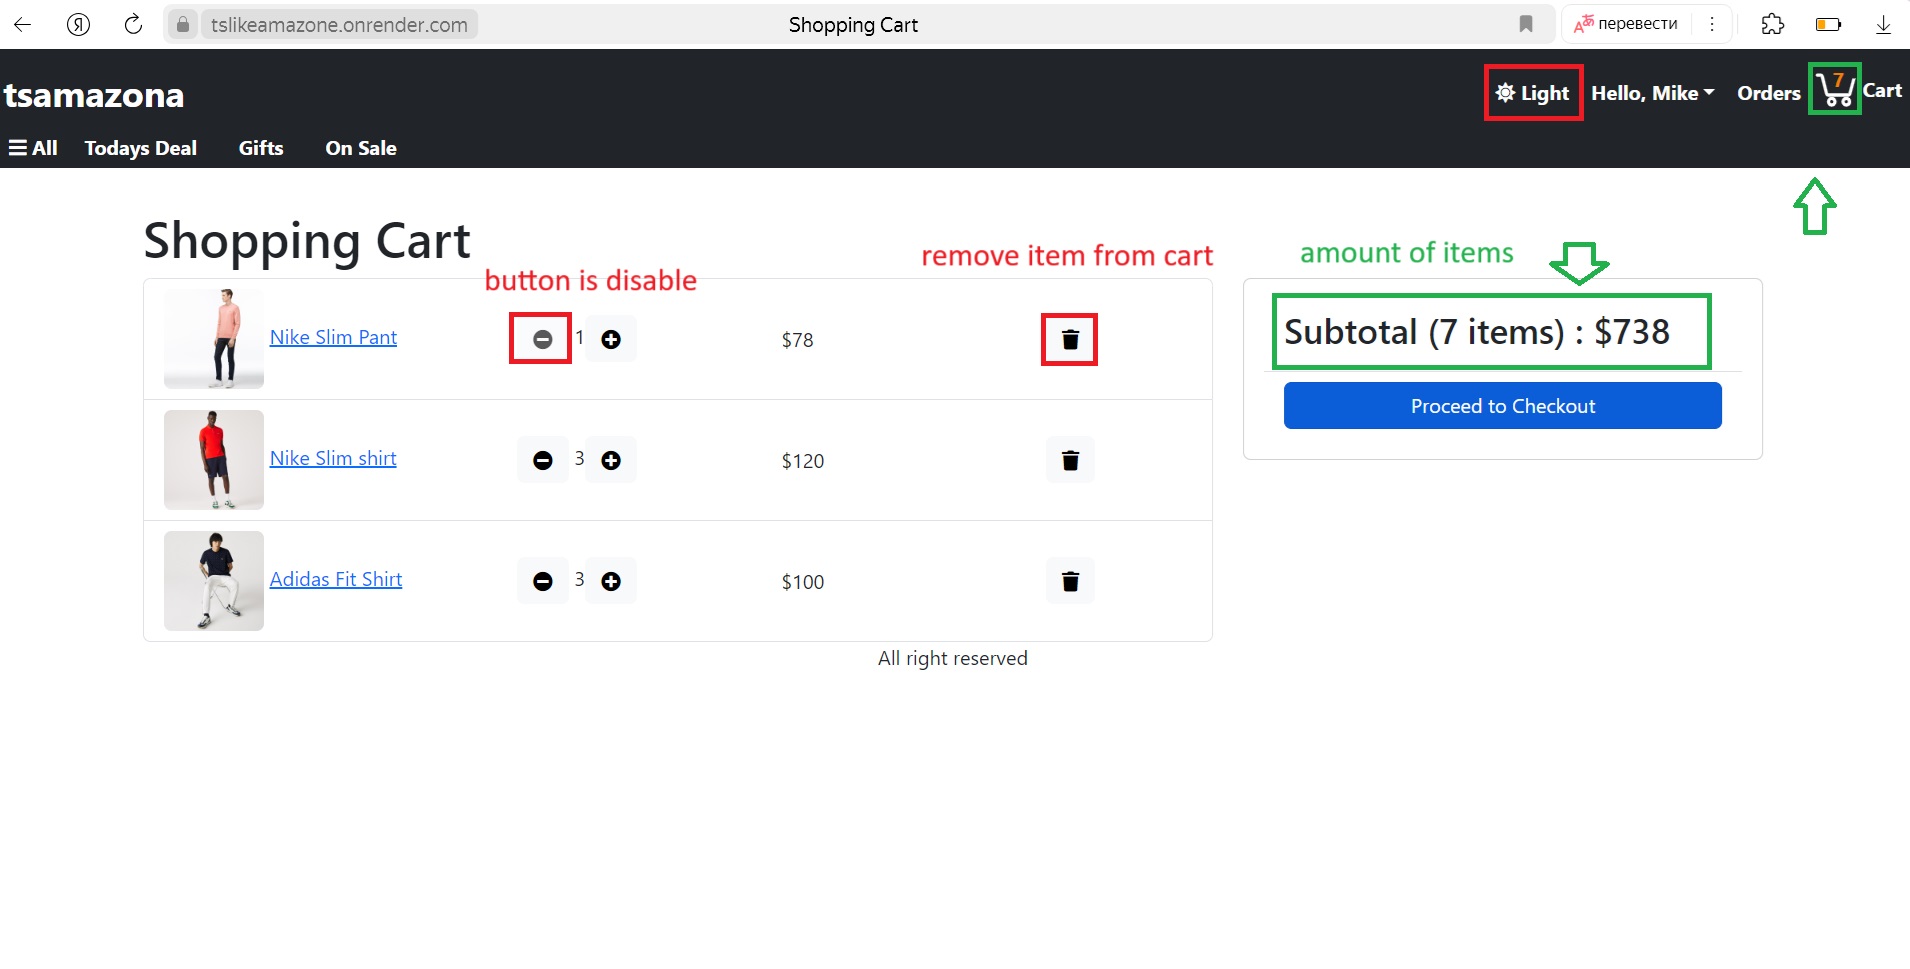 tslikeamazone.onrender.com
Shopping Cart
перевести
tsamazona
Light
Hello, Mike
Orders
7
Cart
All
Todays Deal
Gifts
On Sale
Shopping Cart
button is disable
remove item from cart
amount of items
Nike Slim Pant
1
$78
Subtotal (7 items) : $738
Proceed to Checkout
Nike Slim shirt
3
$120
Adidas Fit Shirt
3
$100
All right reserved